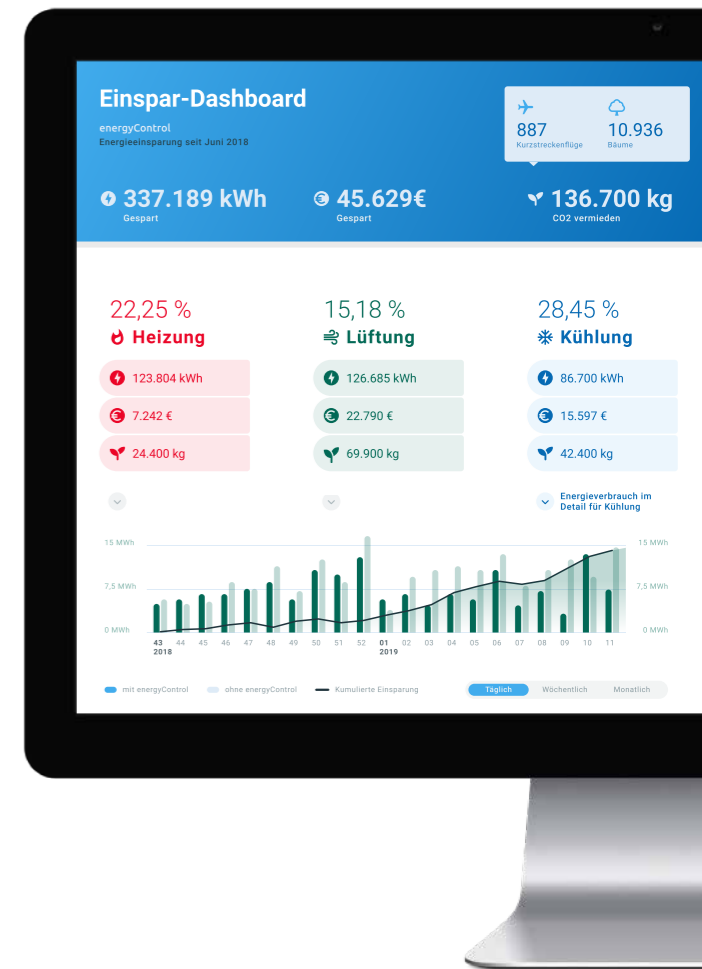 Einspar-Dashboard
energyControl
Energieeinsparung seit Juni 2018
887
Kurzstreckenflüge
10.936
Bäume
337.189 kWh
Gespart
45.629€
Gespart
136.700 kg
CO2 vermieden
22,25 %
Heizung
123.804 kWh
7.242 €
24.400 kg
15,18 %
Lüftung
126.685 kWh
22.790 €
69.900 kg
28,45 %
Kühlung
86.700 kWh
15.597 €
42.400 kg
Energieverbrauch im
Detail für Kühlung
15 MWh
7,5 MWh
0 MWh
15 MWh
7,5 MWh
0 MWh
43 44 45 46 47 48 49 50 51 52 01 02 03 04 05 06 07 08 09 10 11
2018 2019
mit energyControl ohne energyControl Kumulierte Einsparung
Täglich Wöchentlich Monatlich